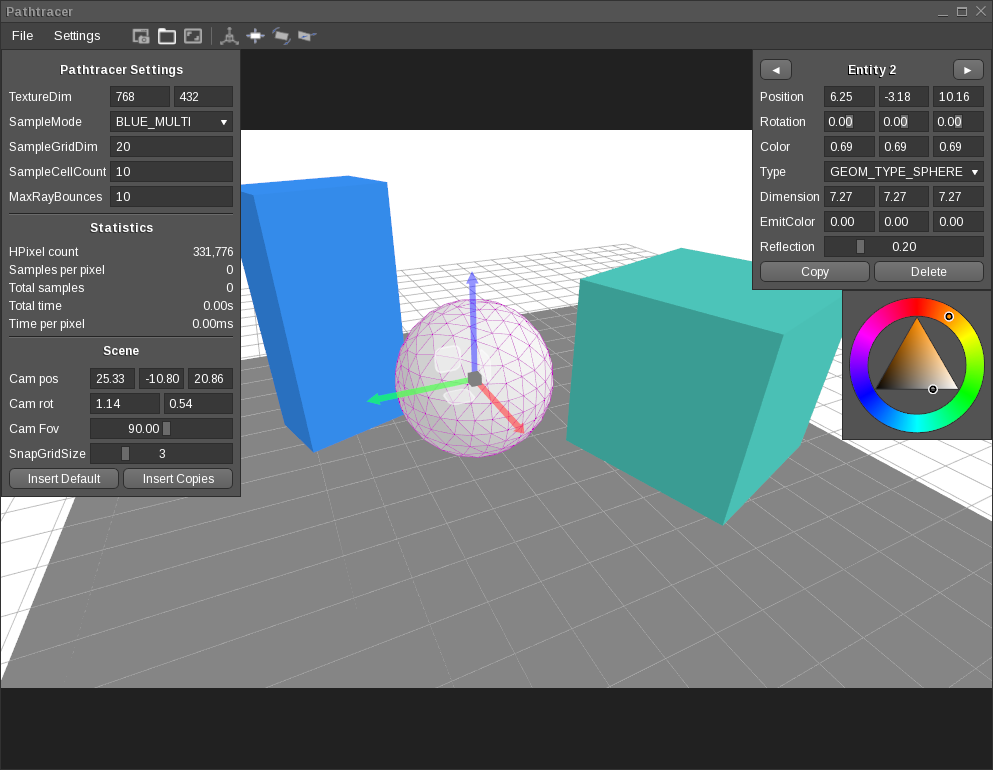 Pathtracer
File Settings
Pathtracer Settings
TextureDim 768 432
SampleMode BLUE_MULTI
SampleGridDim 20
SampleCellCount 10
MaxRayBounces 10
Statistics
HPixel count 331,776
Samples per pixel 0
Total samples 0
Total time 0.00s
Time per pixel 0.00ms
Scene
Cam pos 25.33 -10.80 20.86
Cam rot 1.14 0.54
Cam Fov 90.00
SnapGridSize 3
Insert Default Insert Copies
Entity 2
Position 6.25 -3.18 10.16
Rotation 0.00 0.00 0.00
Color 0.69 0.69 0.69
Type GEOM_TYPE_SPHERE
Dimension 7.27 7.27 7.27
EmitColor 0.00 0.00 0.00
Reflection 0.20
Copy Delete